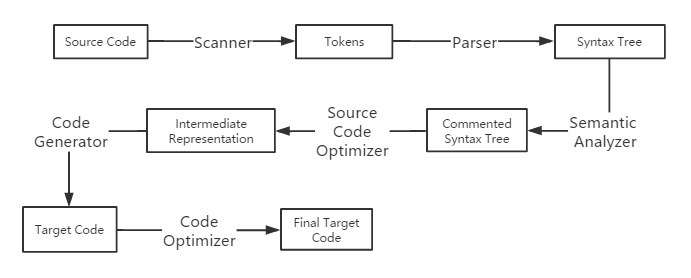 Source Code
Scanner
Tokens
Parser
Syntax Tree
Semantic
Analyzer
Commented
Syntax Tree
Source
Code
Optimizer
Intermediate
Representation
Code
Generator
Target Code
Code
Optimizer
Final Target
Code